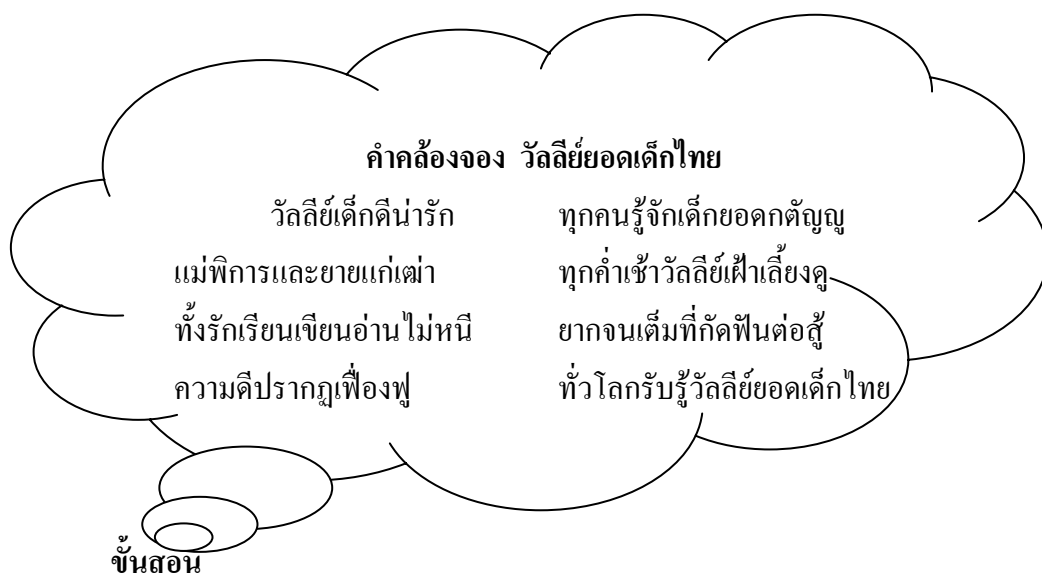 คำคล้องจอง วัลลีย์ยอดเด็กไทย
วัลลีย์เด็กดีน่ารัก ทุกคนรู้จักเด็กยอดกตัญญู
แม่พิการและยายแก่เฒ่า ทุกค่ำเช้าวัลลีย์เฝ้าเลี้ยงดู
ทั้งรักเรียนเขียนอ่านไม่หนี ยากจนเต็มที่กัดฟันต่อสู้
ความดีปรากฏเฟื่องฟู ทั่วโลกรับรู้วัลลีย์ยอดเด็กไทย
ขั้นสอน